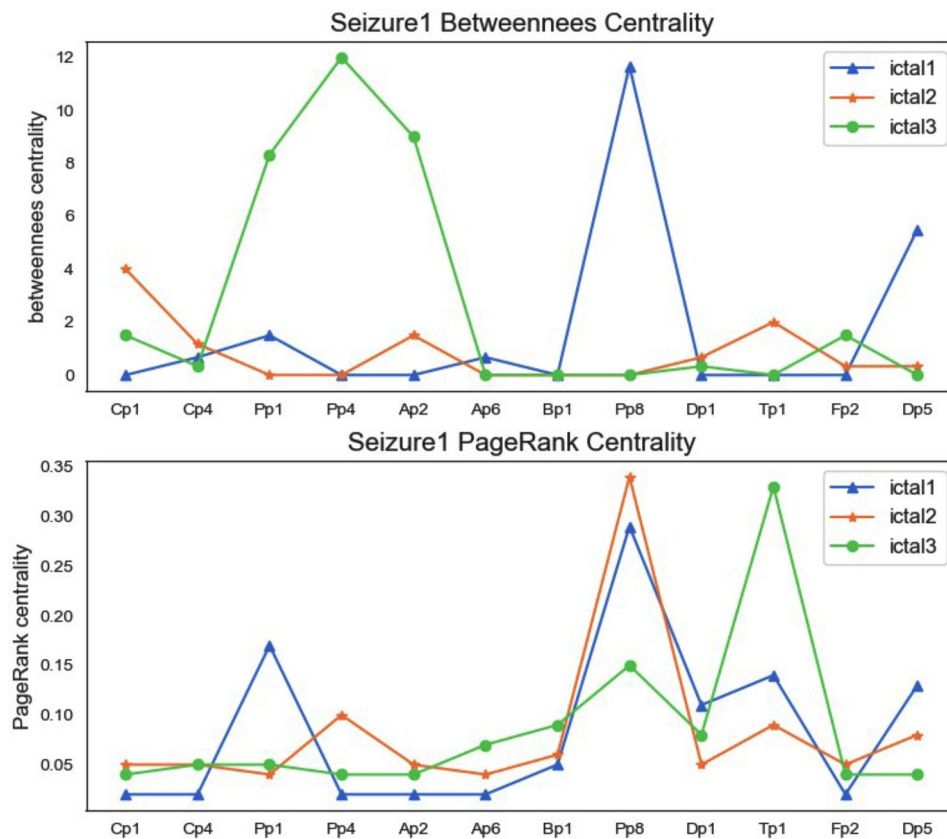 Seizure1 Betweennees Centrality
12
10
8
6
4
2
0
betweennees centrality
ictal1
ictal2
ictal3
Cp1 Cp4 Pp1 Pp4 Ap2 Ap6 Bp1 Pp8 Dp1 Tp1 Fp2 Dp5
Seizure1 PageRank Centrality
0.35
0.30
0.25
0.20
0.15
0.10
0.05
PageRank centrality
ictal1
ictal2
ictal3
Cp1 Cp4 Pp1 Pp4 Ap2 Ap6 Bp1 Pp8 Dp1 Tp1 Fp2 Dp5